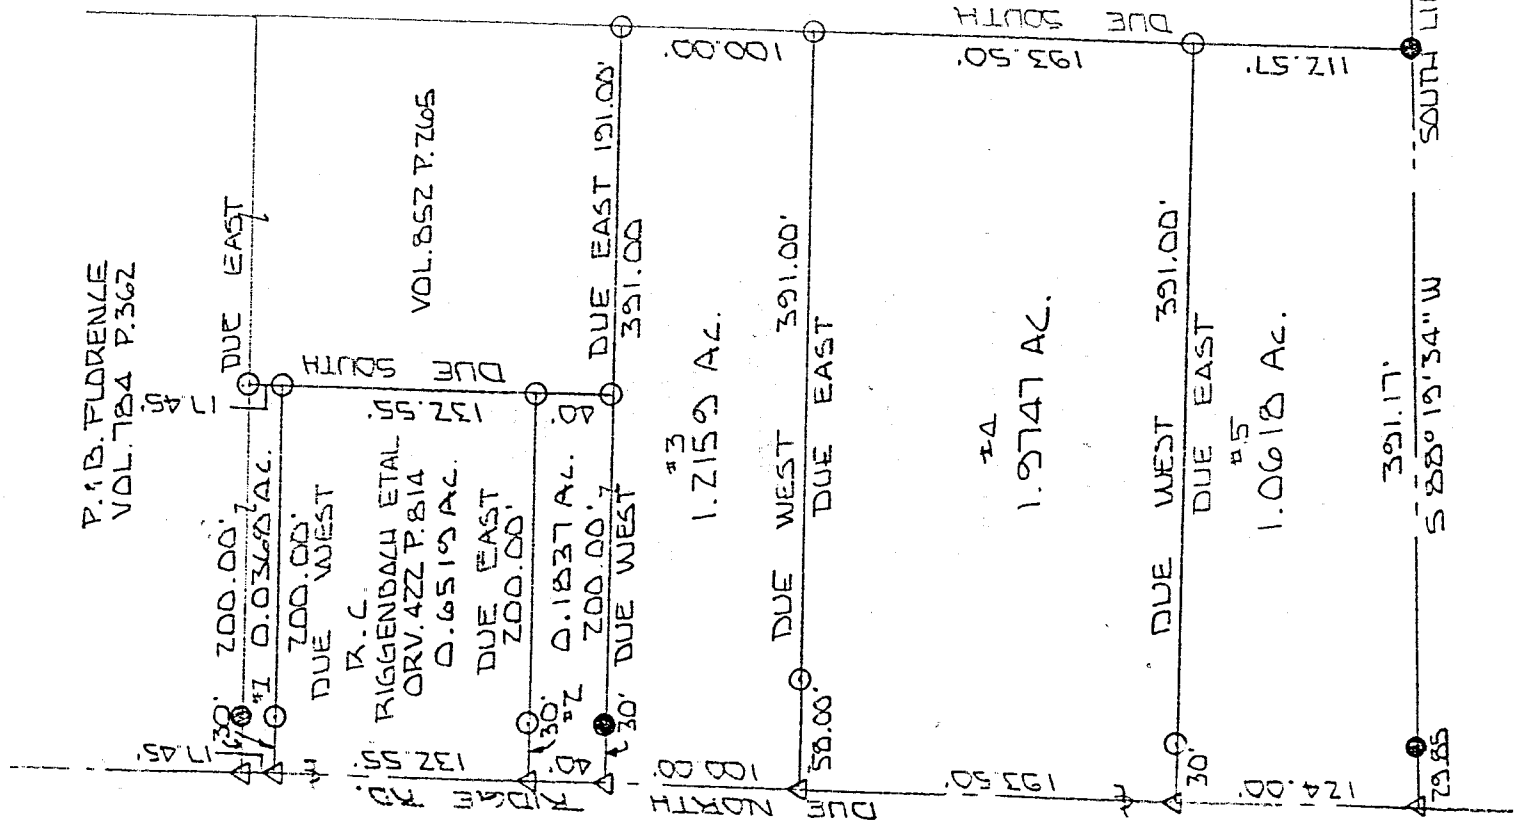 P. & B. FLORENCE
VOL. 784 P. 362
DUE EAST
200.00'
17.45'
17.45'
30'
#1 0.0368 AC.
200.00'
DUE WEST
R. C.
RIGGENBACH ETAL
ORV. 422 P. 814
0.6519 AC.
DUE EAST
200.00'
132.55'
132.55'
DUE SOUTH
VOL. 852 P. 265
30'
#2 0.1837 AC.
200.00'
DUE WEST
40'
40'
30'
DUE EAST 191.00'
391.00
RIDGE RD.
DUE NORTH
100.00'
100.00'
#3
1.2159 AC.
DUE WEST 391.00'
DUE EAST
58.00'
193.50'
193.50'
DUE SOUTH
#4
1.9747 AC.
DUE WEST 391.00'
DUE EAST
30'
#5
1.0618 AC.
124.00'
112.57'
391.17'
S 88° 19' 34" W
29.85
SOUTH